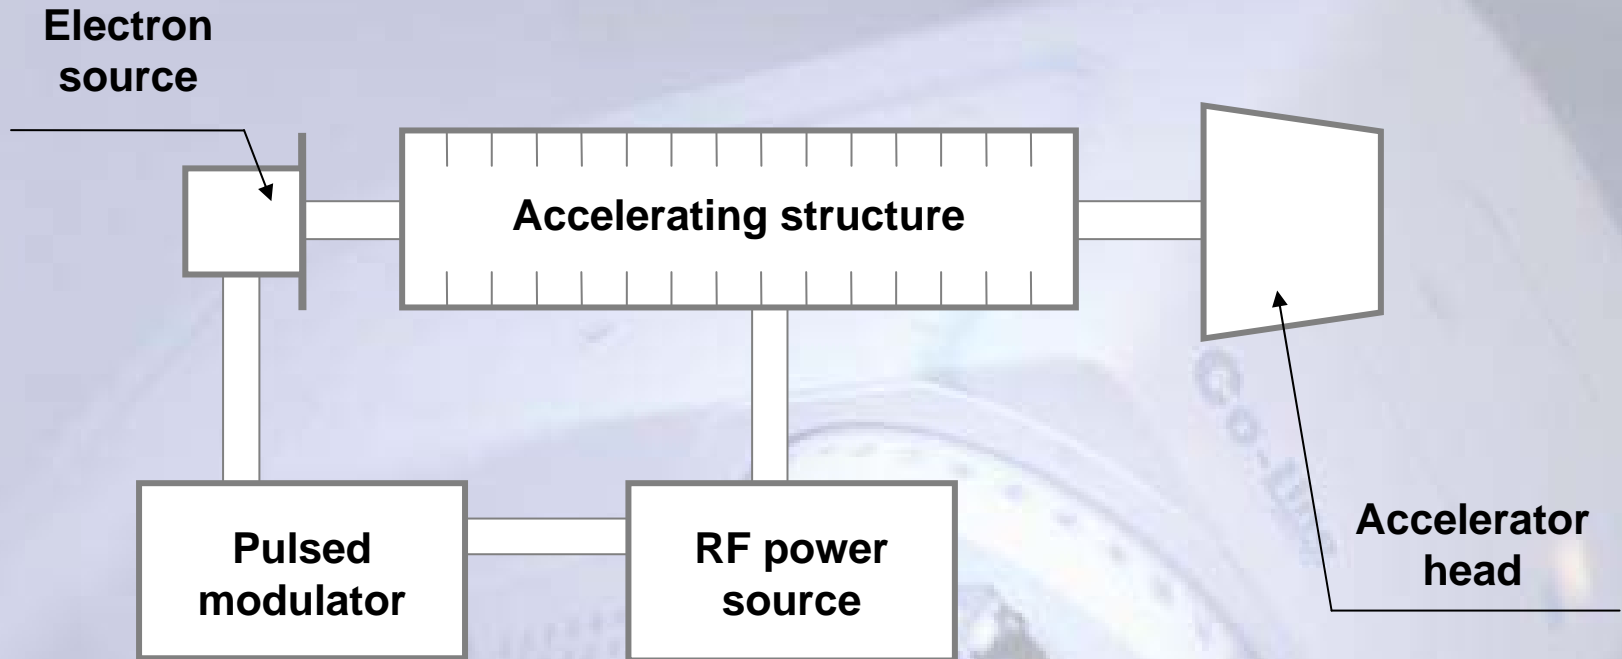 Electron
source
Accelerating structure
Pulsed
modulator
RF power
source
Accelerator
head